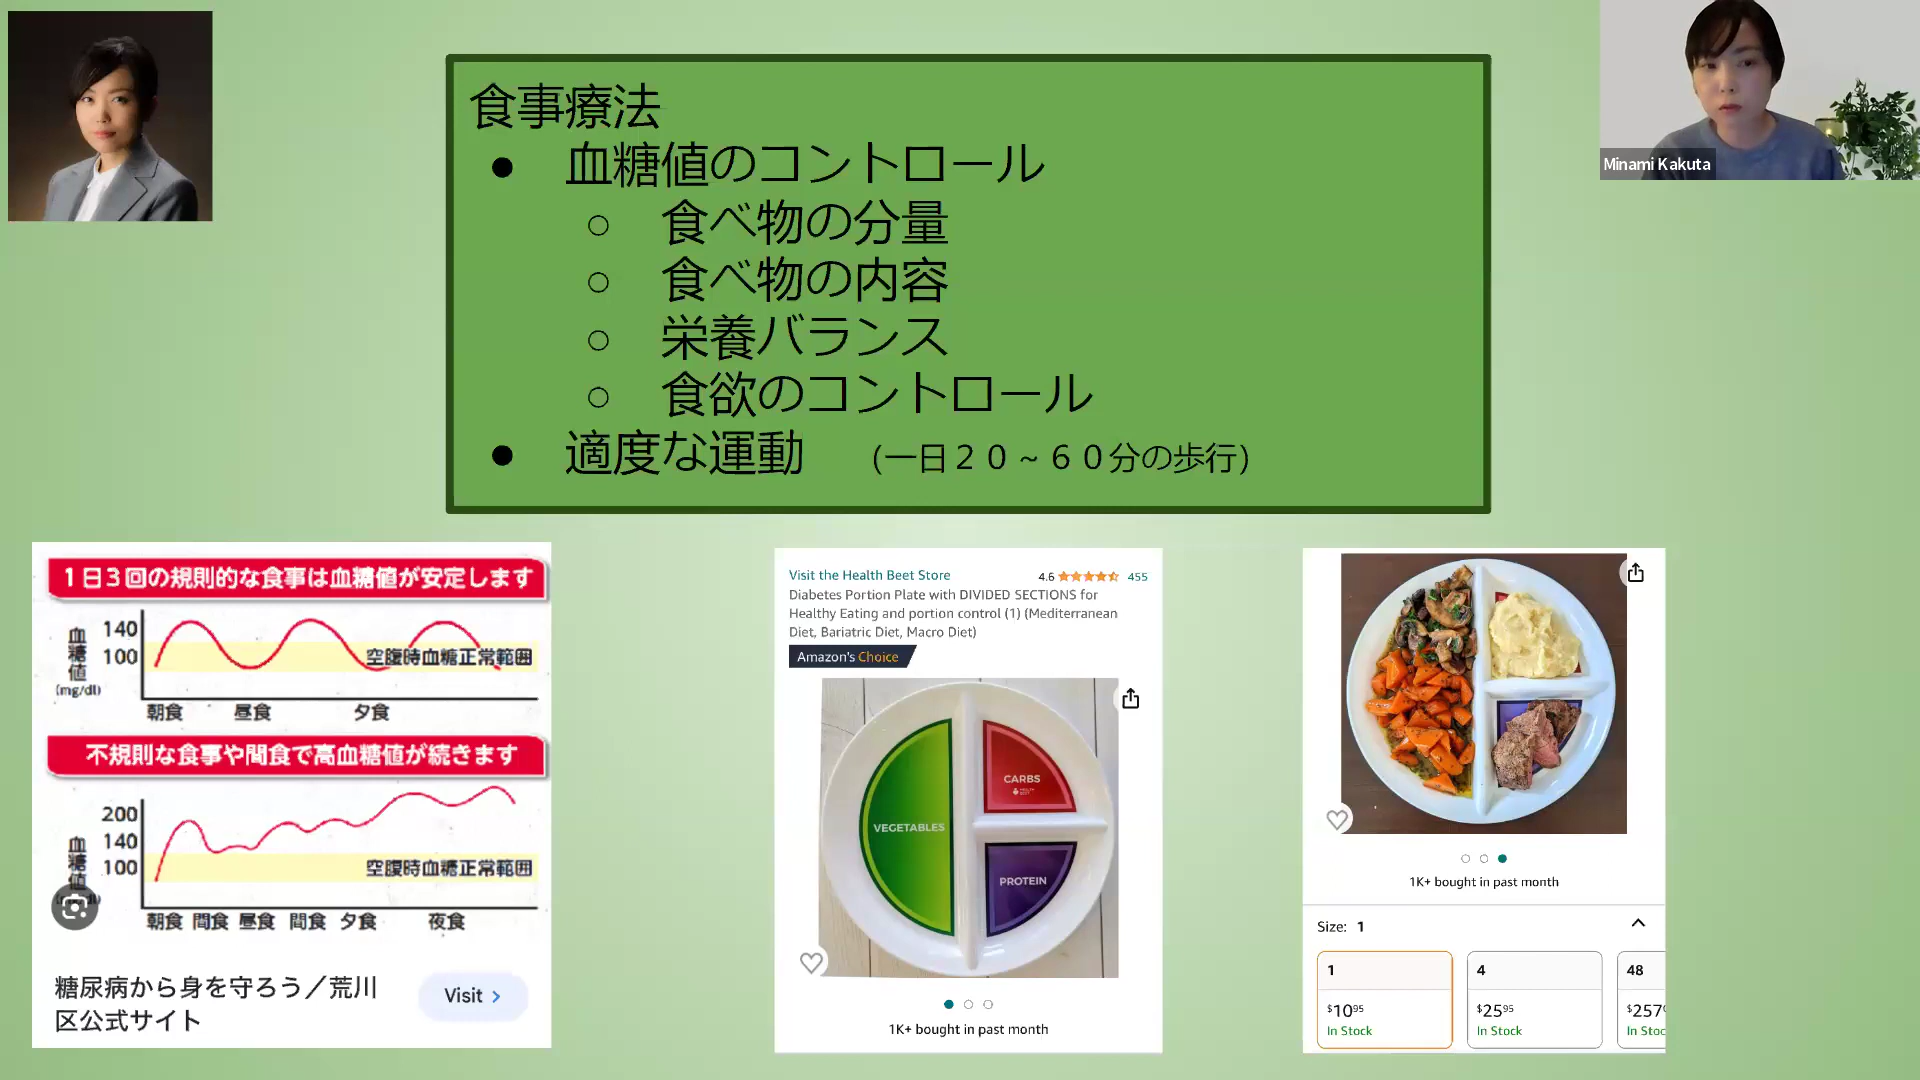 食事療法
● 血糖値のコントロール
○ 食べ物の分量
○ 食べ物の内容
○ 栄養バランス
○ 食欲のコントロール
● 適度な運動 (一日２０~６０分の歩行)
Minami Kakuta
１日３回の規則的な食事は血糖値が安定します
血糖値
(mg/dl)
140
100
空腹時血糖正常範囲
朝食 昼食 夕食
不規則な食事や間食で高血糖値が続きます
血糖値
200
140
100
空腹時血糖正常範囲
朝食 間食 昼食 間食 夕食 夜食
糖尿病から身を守ろう／荒川
区公式サイト
Visit >
Visit the Health Beet Store 4.6 455
Diabetes Portion Plate with DIVIDED SECTIONS for
Healthy Eating and portion control (1) (Mediterranean
Diet, Bariatric Diet, Macro Diet)
Amazon's Choice
VEGETABLES
CARBS
PROTEIN
1K+ bought in past month
1K+ bought in past month
Size: 1
1 4 48
$1095 $2595 $257
In Stock In Stock In Stoc